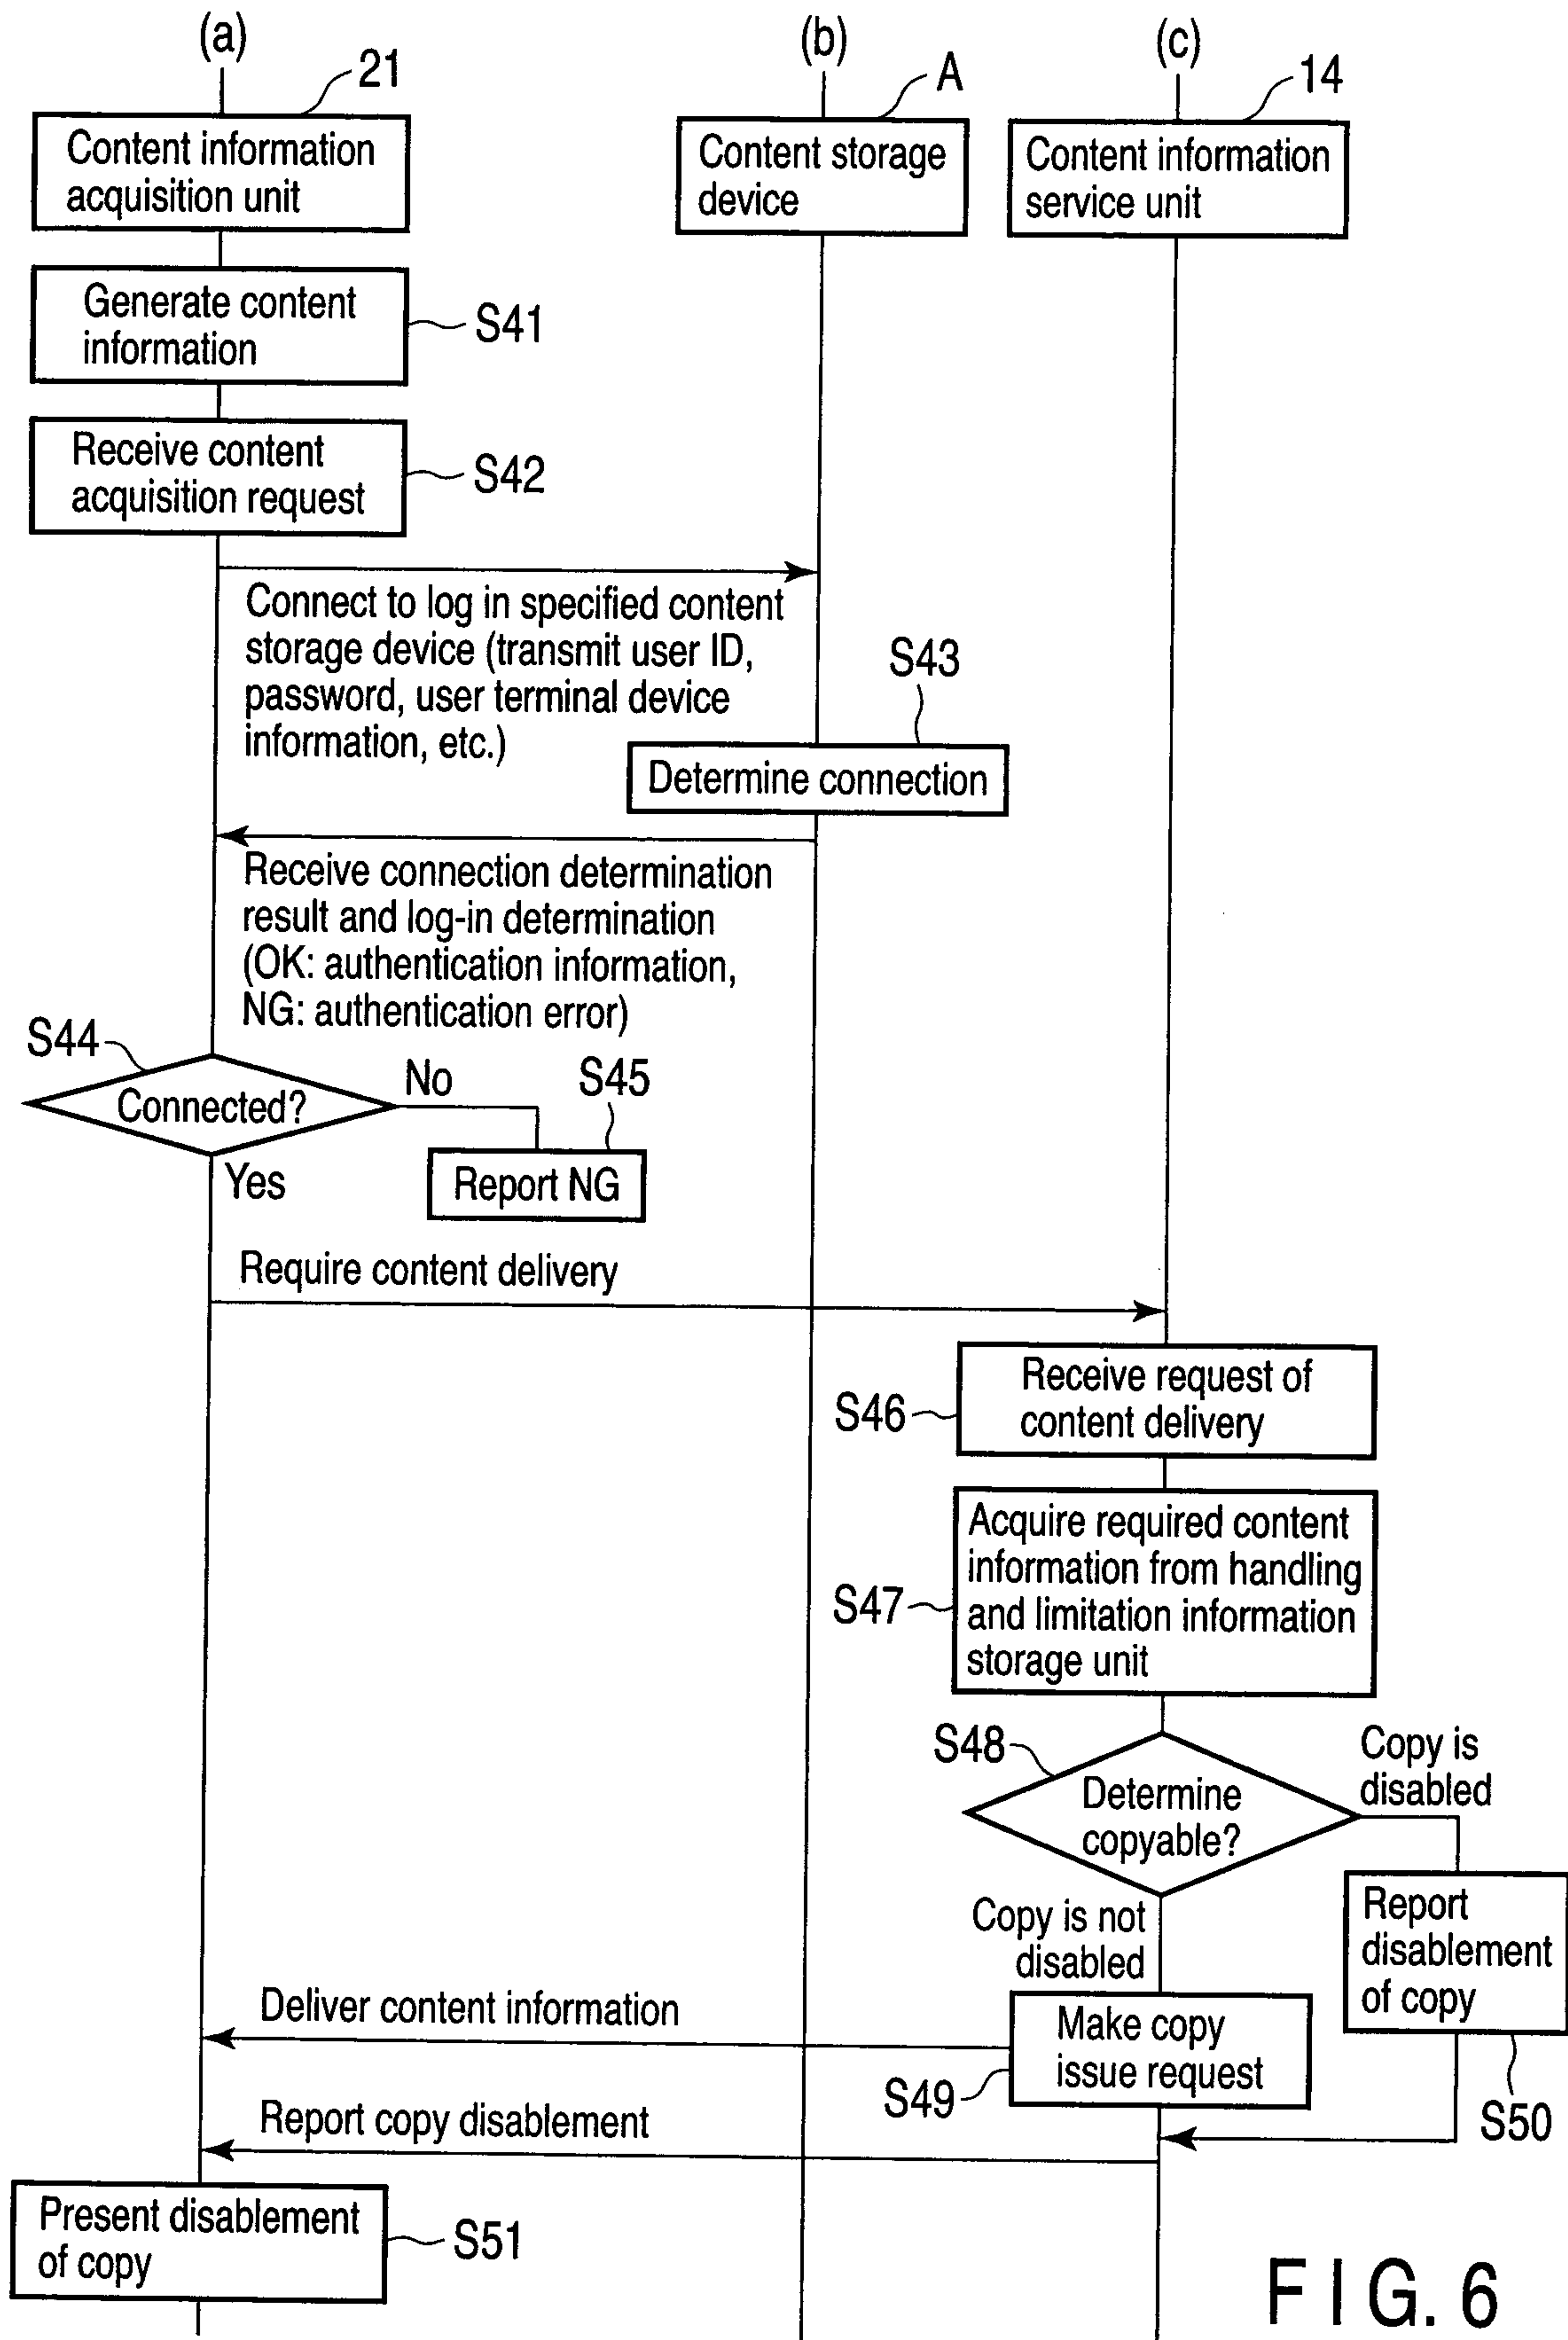 (a)
(b)
(c)
21
A
14
Content information
acquisition unit
Content storage
device
Content information
service unit
Generate content
information
S41
Receive content
acquisition request
S42
Connect to log in specified content
storage device (transmit user ID,
password, user terminal device
information, etc.)
S43
Determine connection
Receive connection determination
result and log-in determination
(OK: authentication information,
NG: authentication error)
S44
Connected?
No
S45
Report NG
Yes
Require content delivery
Receive request of
content delivery
S46
Acquire required content
information from handling
and limitation information
storage unit
S47
S48
Determine
copyable?
Copy is
disabled
Copy is not
disabled
Report
disablement
of copy
Deliver content information
Make copy
issue request
S49
S50
Report copy disablement
Present disablement
of copy
S51
FIG. 6